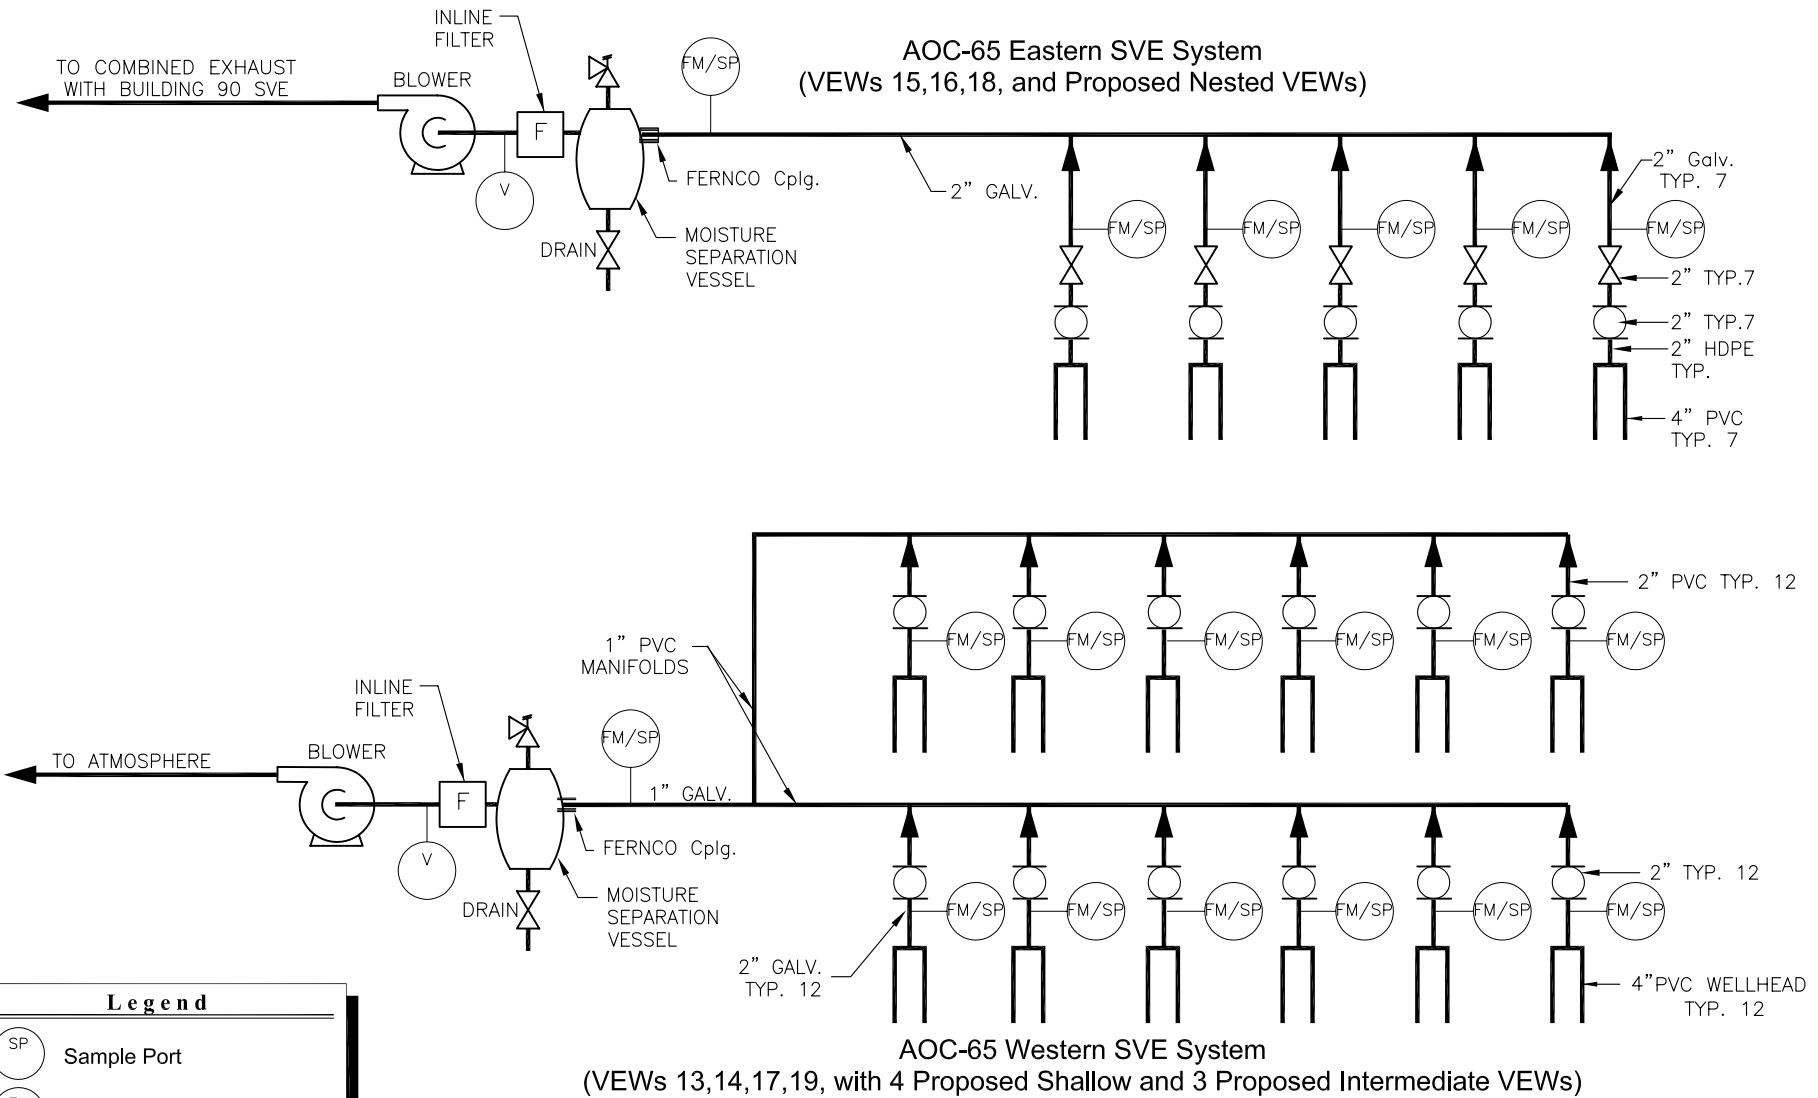 INLINE
FILTER
AOC-65 Eastern SVE System
(VEWs 15,16,18, and Proposed Nested VEWs)
TO COMBINED EXHAUST
WITH BUILDING 90 SVE
BLOWER
FM/SP
F
V
FERNCO Cplg.
2” GALV.
2” Galv.
TYP. 7
FM/SP
FM/SP
FM/SP
FM/SP
FM/SP
DRAIN
MOISTURE
SEPARATION
VESSEL
2” TYP.7
2” TYP.7
2” HDPE
TYP.
4” PVC
TYP. 7
2” PVC TYP. 12
1” PVC
MANIFOLDS
FM/SP
FM/SP
FM/SP
FM/SP
FM/SP
FM/SP
INLINE
FILTER
FM/SP
TO ATMOSPHERE
BLOWER
1” GALV.
F
V
FERNCO Cplg.
2” TYP. 12
DRAIN
MOISTURE
SEPARATION
VESSEL
FM/SP
FM/SP
FM/SP
FM/SP
FM/SP
FM/SP
2” GALV.
TYP. 12
4”PVC WELLHEAD
TYP. 12
Legend
SP
Sample Port
AOC-65 Western SVE System
(VEWs 13,14,17,19, with 4 Proposed Shallow and 3 Proposed Intermediate VEWs)